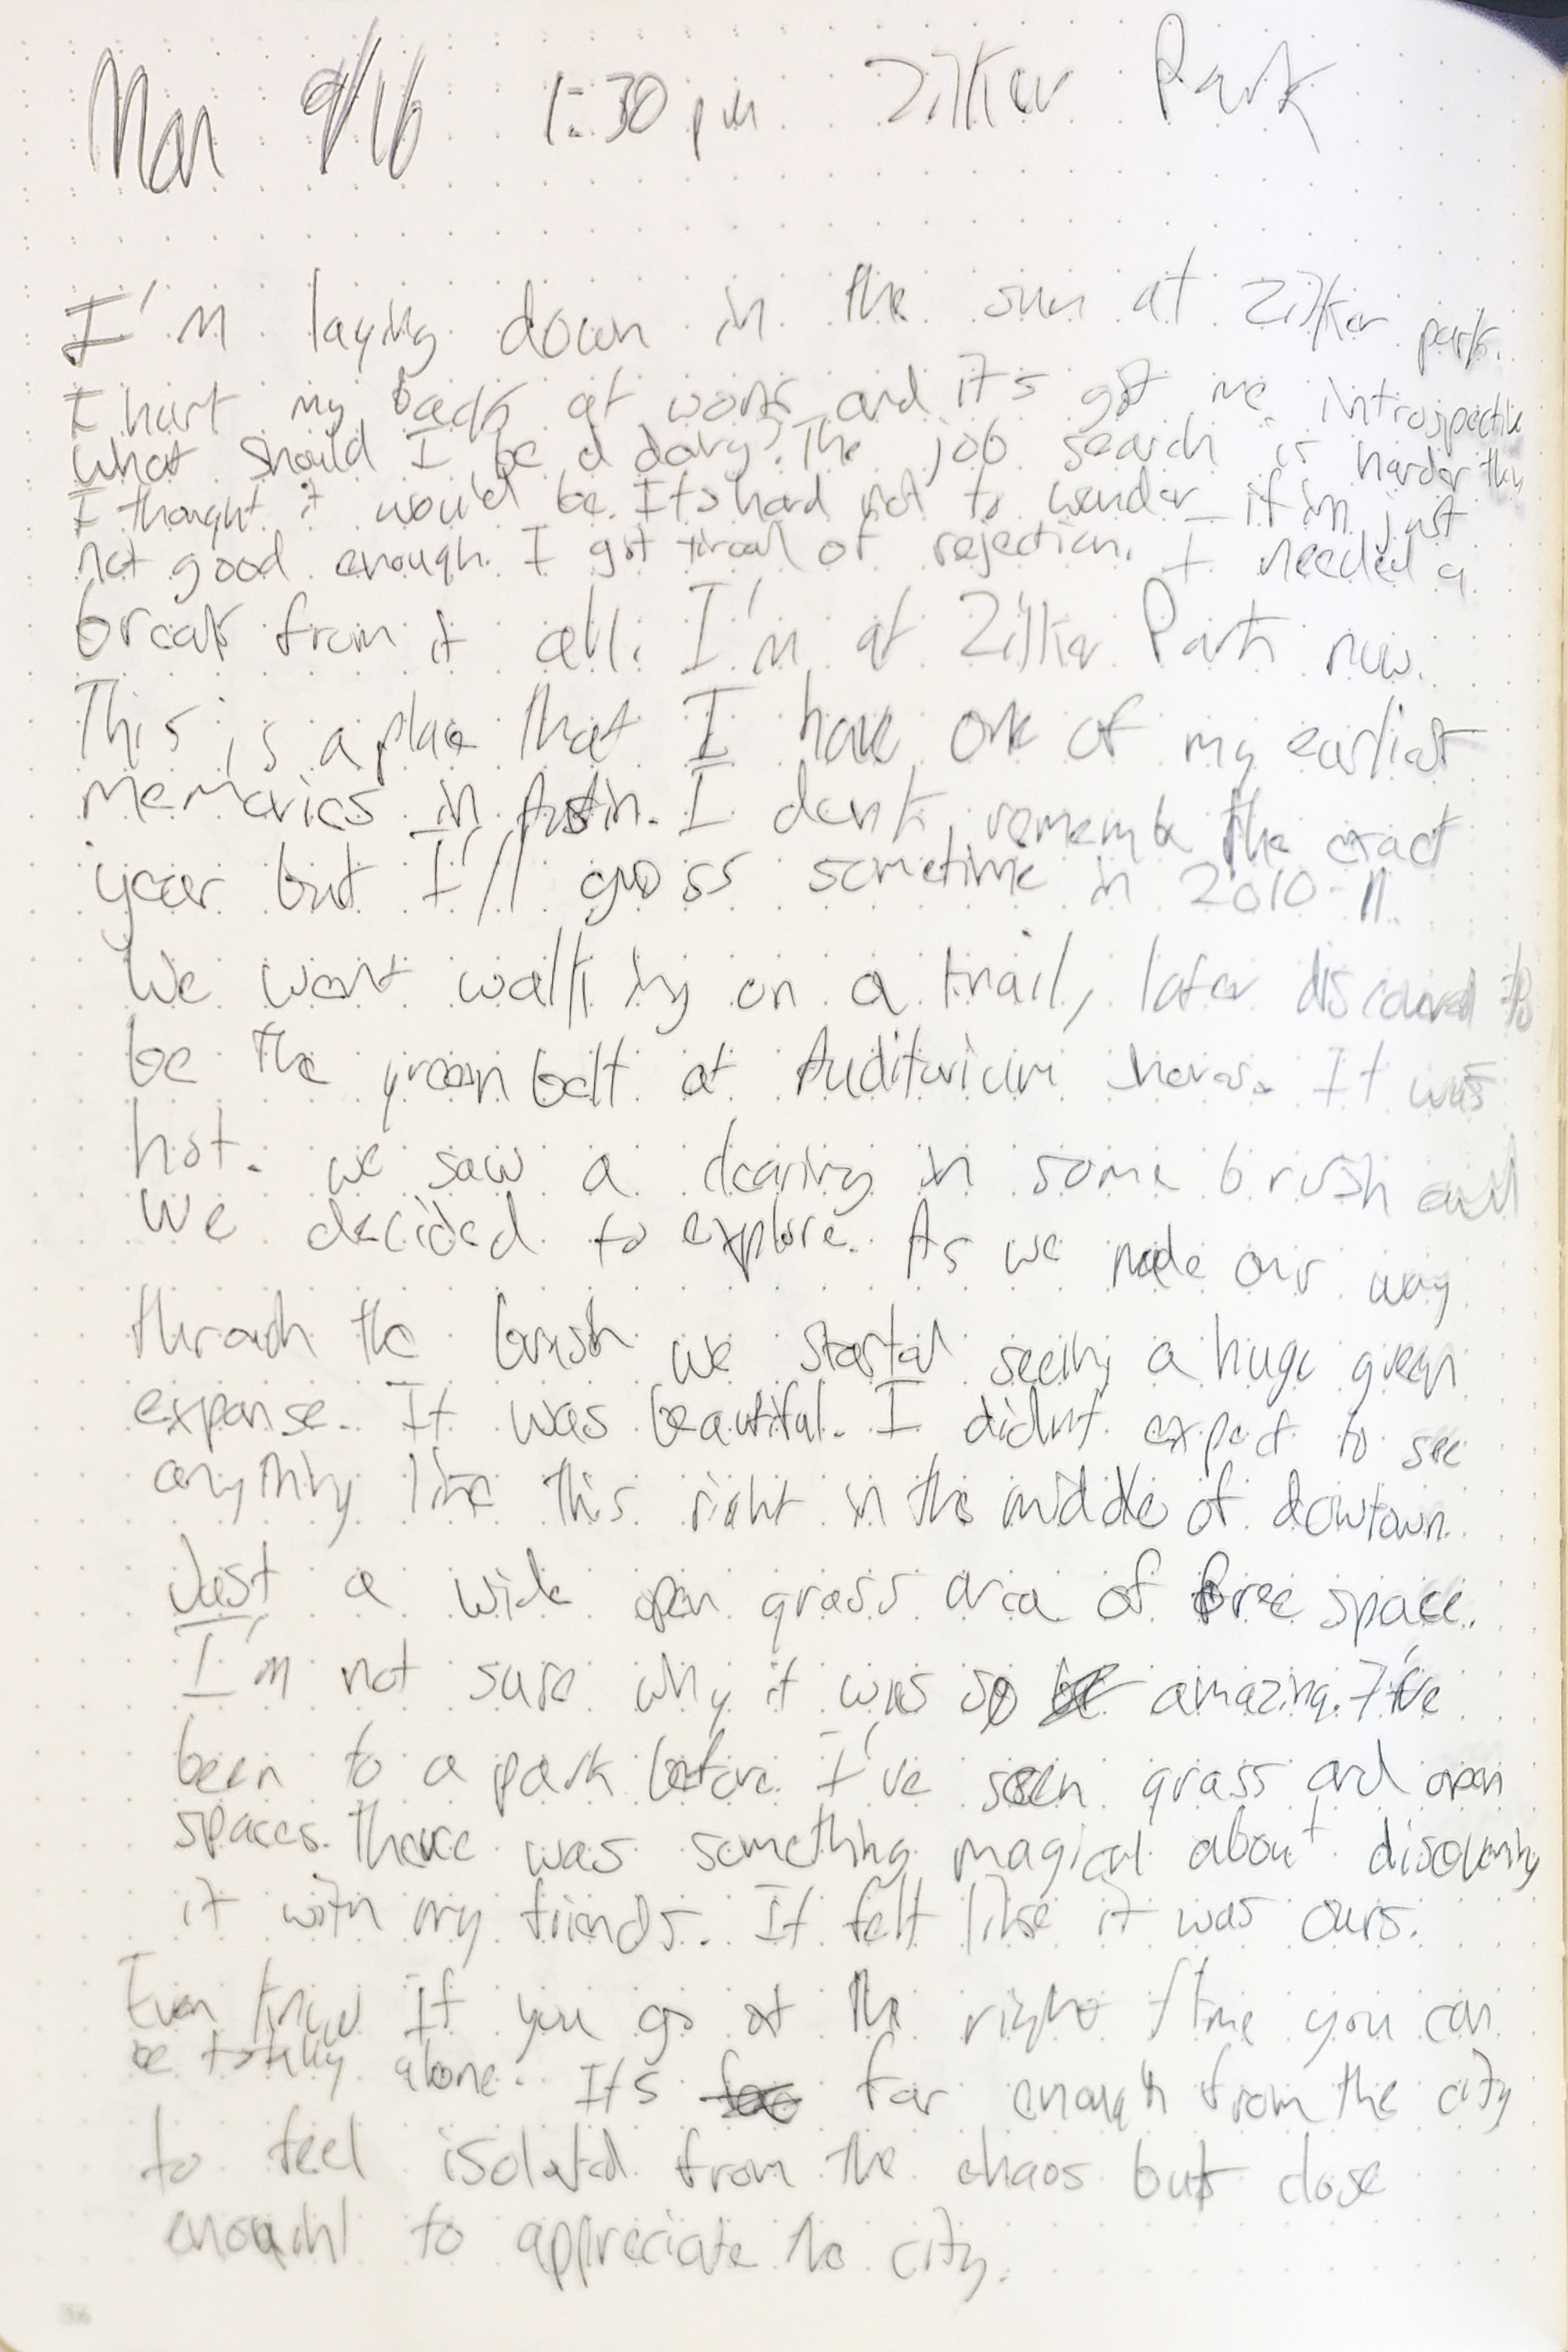 Mon 9/16 1:30 pm Zilker Park
I'm laying down in the sun at Zilker park.
I hurt my back at work and it's got me introspective
what should I be doing? The job search is harder than
I thought it would be. Its hard not to wonder if im just
not good enough. I got tired of rejection. I needed a
break from it all. I'm at Zilker Park now.
This is a place that I have one of my earliest
memories in Austin. I don't remember the exact
year but I'll guess sometime in 2010-11.
We went walking on a trail, later discovered to
be the greenbelt at Auditorium shores. It was
hot. we saw a clearing in some brush and
we decided to explore. As we made our way
through the brush we started seeing a huge green
expanse. It was beautiful. I didnt expect to see
anything like this right in the middle of dowtown.
Just a wide open grass area of free space.
I'm not sure why it was so amazing. I've
been to a park before I've seen grass and open
spaces. There was something magical about discovering
it with my friends. It felt like it was ours.
Even know If you go at the right time you can
be totally alone. Its far enough from the city
to feel isolated from the chaos but close
enough to appreciate the city.